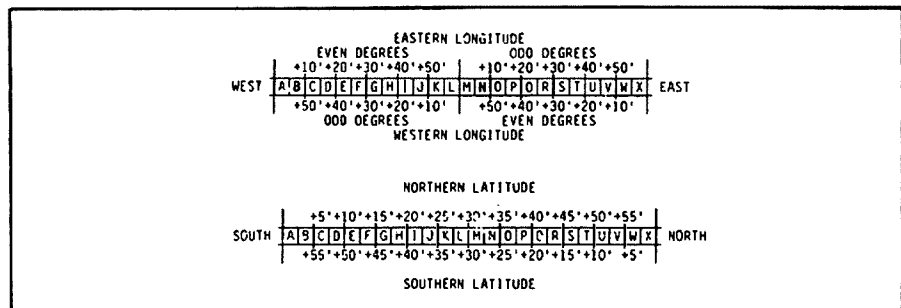 EASTERN LONGITUDE
EVEN DEGREES ODD DEGREES
+10'+20'+30'+40'+50' +10'+20'+30'+40'+50'
WEST A B C D E F G H I J K L M N O P Q R S T U V W X EAST
+50'+40'+30'+20'+10' +50'+40'+30'+20'+10'
ODD DEGREES EVEN DEGREES
WESTERN LONGITUDE
NORTHERN LATITUDE
+5'+10'+15'+20'+25'+30'+35'+40'+45'+50'+55'
SOUTH A B C D E F G H I J K L M N O P Q R S T U V W X NORTH
+55'+50'+45'+40'+35'+30'+25'+20'+15'+10' +5'
SOUTHERN LATITUDE